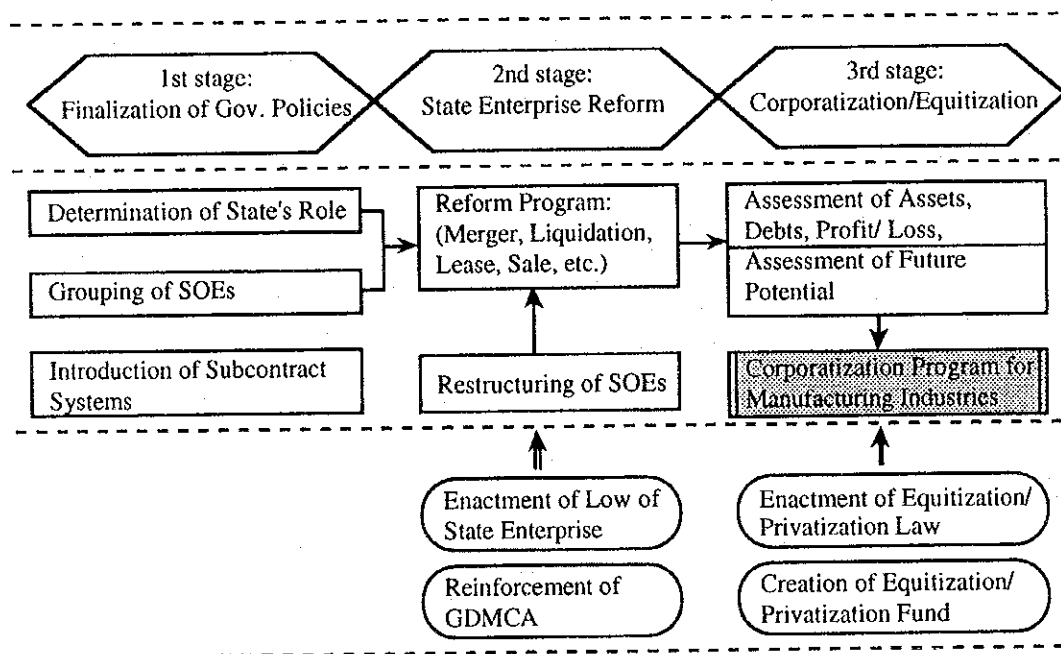 1st stage:
Finalization of Gov. Policies
2nd stage:
State Enterprise Reform
3rd stage:
Corporatization/Equitization
Determination of State's Role
Grouping of SOEs
Introduction of Subcontract
Systems
Reform Program:
(Merger, Liquidation,
Lease, Sale, etc.)
Restructuring of SOEs
Assessment of Assets,
Debts, Profit/ Loss,
Assessment of Future
Potential
Corporatization Program for
Manufacturing Industries
Enactment of Low of
State Enterprise
Reinforcement of
GDMCA
Enactment of Equitization/
Privatization Law
Creation of Equitization/
Privatization Fund